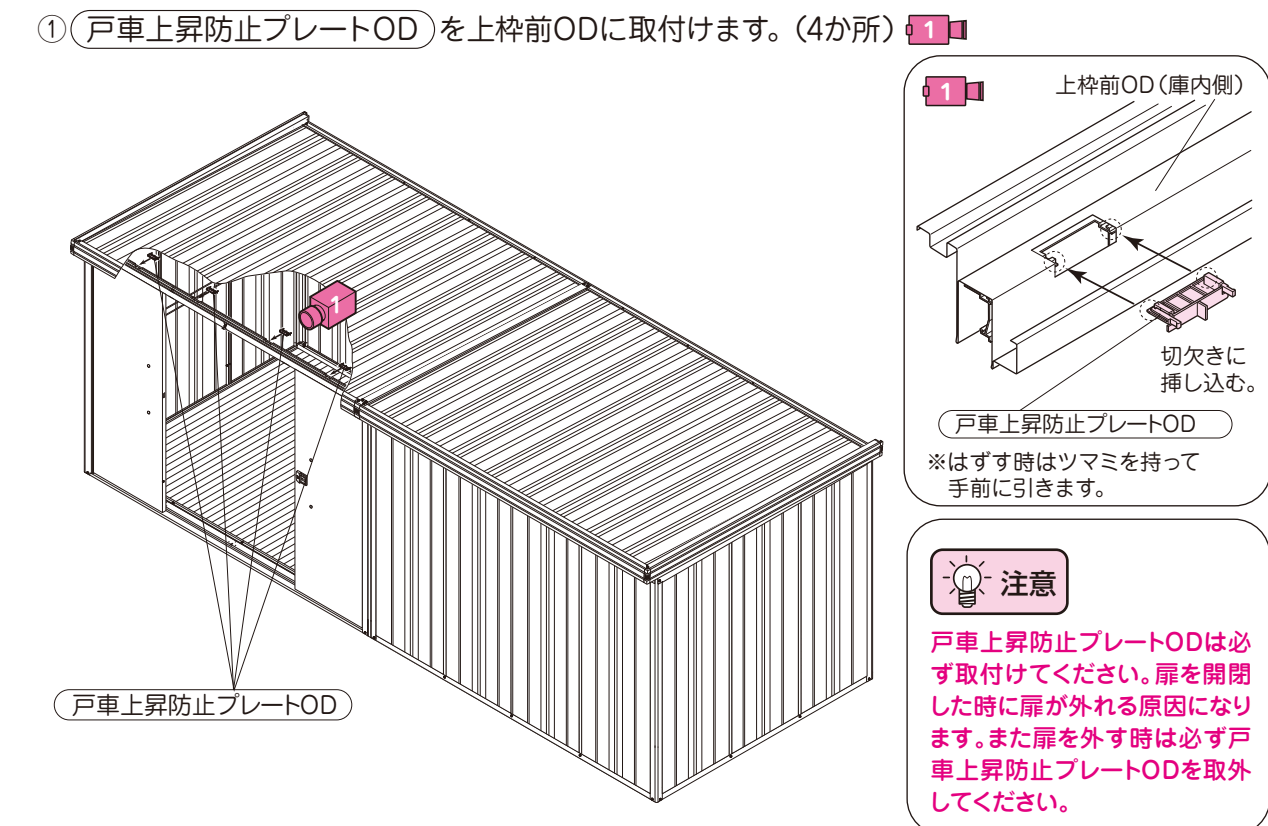 ①戸車上昇防止プレートODを上枠前ODに取付けます。(4か所) 1
1
戸車上昇防止プレートOD
1
上枠前OD(庫内側)
切欠きに
挿し込む。
戸車上昇防止プレートOD
※はずす時はツマミを持って
手前に引きます。
注意
戸車上昇防止プレートODは必
ず取付けてください。扉を開閉
した時に扉が外れる原因になり
ます。また扉を外す時は必ず戸
車上昇防止プレートODを取外
してください。